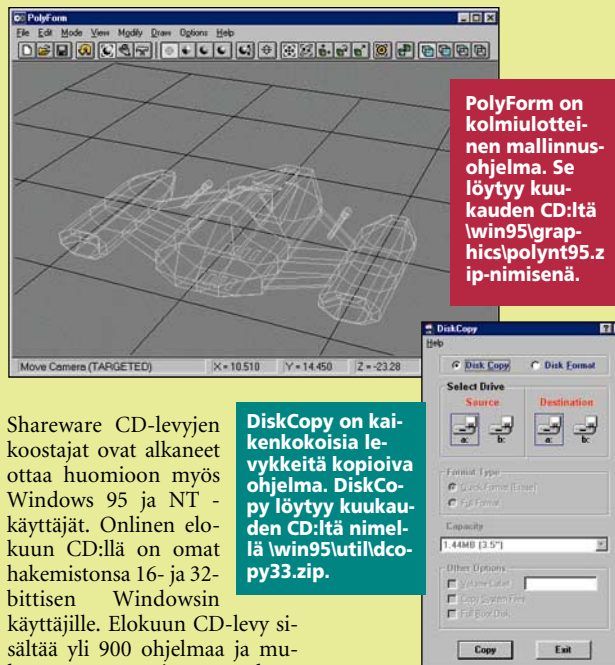 PolyForm
File Edit Mode View Modify Draw Options Help
Move Camera (TARGETED) X = 10.510 Y = 14.450 Z = -23.28
PolyForm on
kolmiulottei-
nen mallinnus-
ohjelma. Se
löytyy kuu-
kauden CD:ltä
\win95\grap-
hics\polynt95.z
ip-nimisenä.
Shareware CD-levyjen
koostajat ovat alkaneet
ottaa huomioon myös
Windows 95 ja NT -
käyttäjät. Onlinen elo-
kuun CD:llä on omat
hakemistonsa 16- ja 32-
bittisen Windowsin
käyttäjille. Elokuun CD-levy si-
sältää yli 900 ohjelmaa ja mu-
DiskCopy on kai-
kenkokoisia le-
vykkeitä kopioiva
ohjelma. DiskCo-
py löytyy kuukau-
den CD:ltä nimel-
lä \win95\util\dco-
py33.zip.
DiskCopy
Help
Disk Copy Disk Format
Select Drive
Source Destination
a: b: a: b:
Format Type
Quick Format (Erase)
Full Format
Capacity
1.44MB (3.5")
Other Options
Volume Label
Copy System Files
Full Boot Disk
Copy Exit